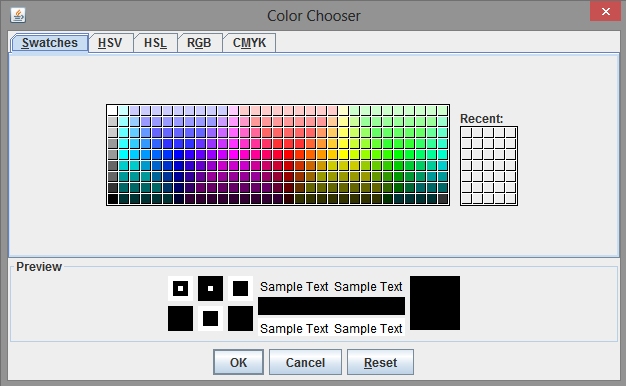 Color Chooser
Swatches HSV HSL RGB CMYK
Recent:
Preview
Sample Text Sample Text
Sample Text Sample Text
OK Cancel Reset